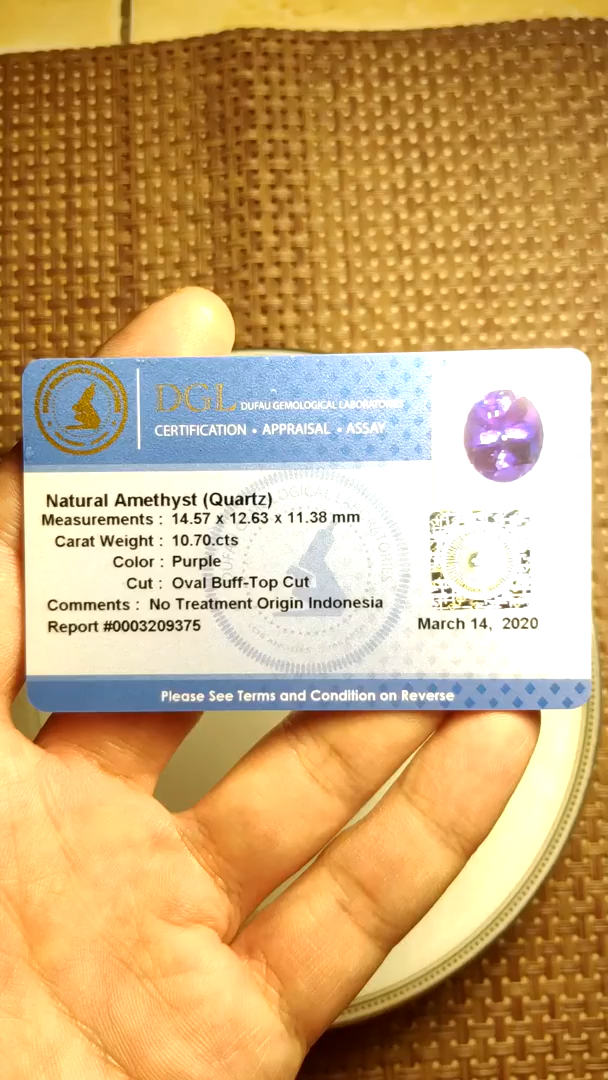 DGL DUFAU GEMOLOGICAL LABORATORIES
CERTIFICATION • APPRAISAL • ASSAY
Natural Amethyst (Quartz)
Measurements : 14.57 x 12.63 x 11.38 mm
Carat Weight : 10.70.cts
Color : Purple
Cut : Oval Buff-Top Cut
Comments : No Treatment Origin Indonesia
Report #0003209375
March 14, 2020
Please See Terms and Condition on Reverse